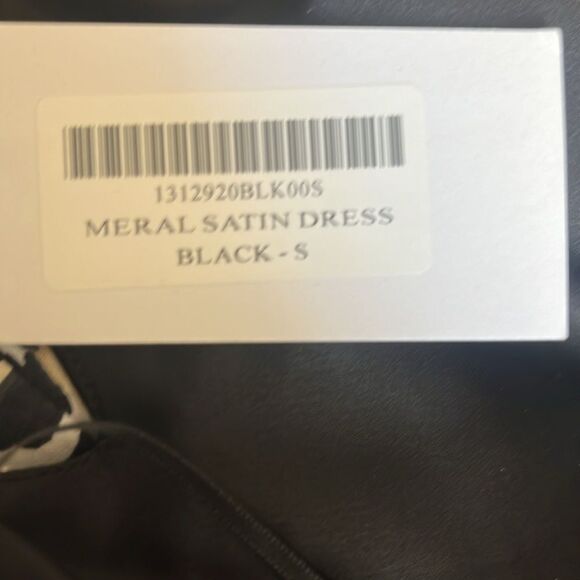 1312920BLK00S
MERAL SATIN DRESS
BLACK - S